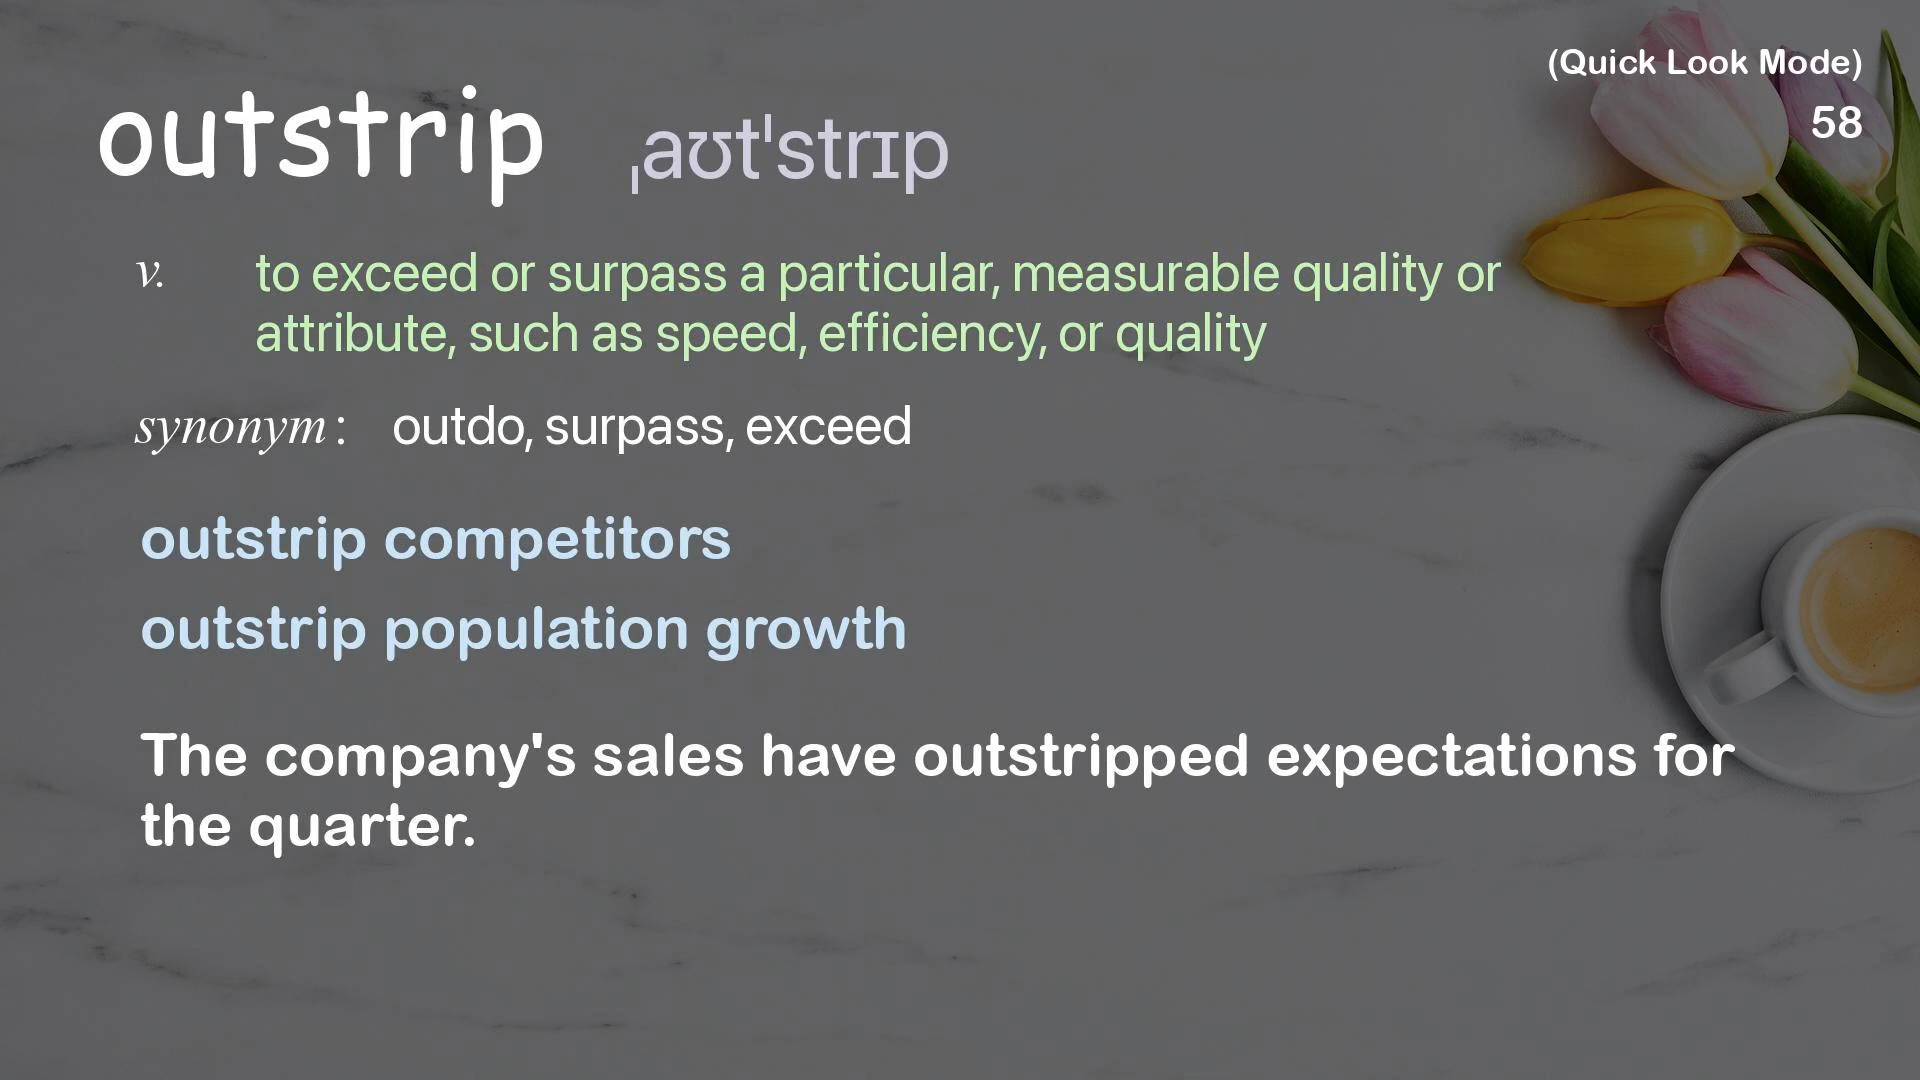 (Quick Look Mode)
58
outstrip ˌaʊtˈstrɪp
v. to exceed or surpass a particular, measurable quality or
attribute, such as speed, efficiency, or quality
synonym : outdo, surpass, exceed
outstrip competitors
outstrip population growth
The company's sales have outstripped expectations for
the quarter.